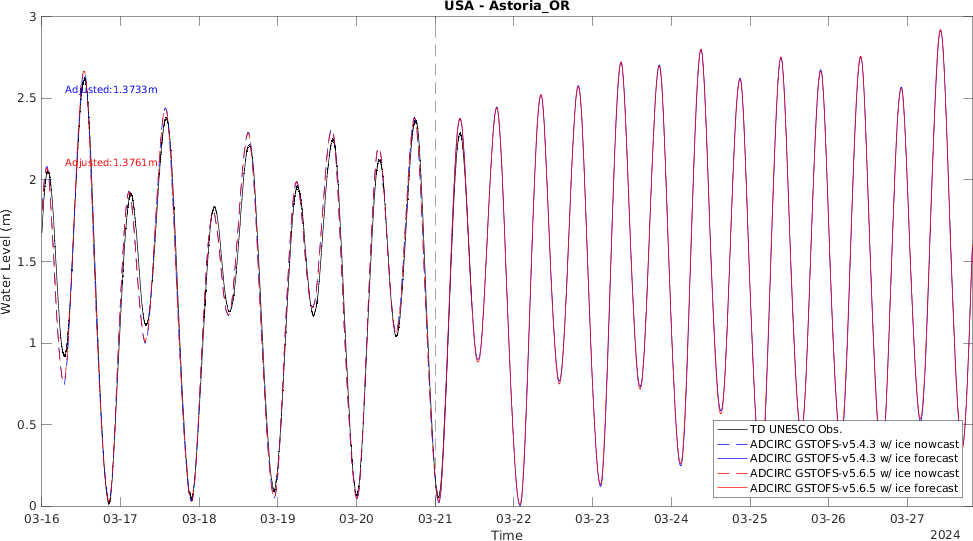 USA - Astoria_OR
3
2.5
2
1.5
1
0.5
0
Water Level (m)
Adjusted:1.3733m
Adjusted:1.3761m
TD UNESCO Obs.
ADCIRC GSTOFS-v5.4.3 w/ ice nowcast
ADCIRC GSTOFS-v5.4.3 w/ ice forecast
ADCIRC GSTOFS-v5.6.5 w/ ice nowcast
ADCIRC GSTOFS-v5.6.5 w/ ice forecast
03-16 03-17 03-18 03-19 03-20 03-21 03-22 03-23 03-24 03-25 03-26 03-27
Time
2024